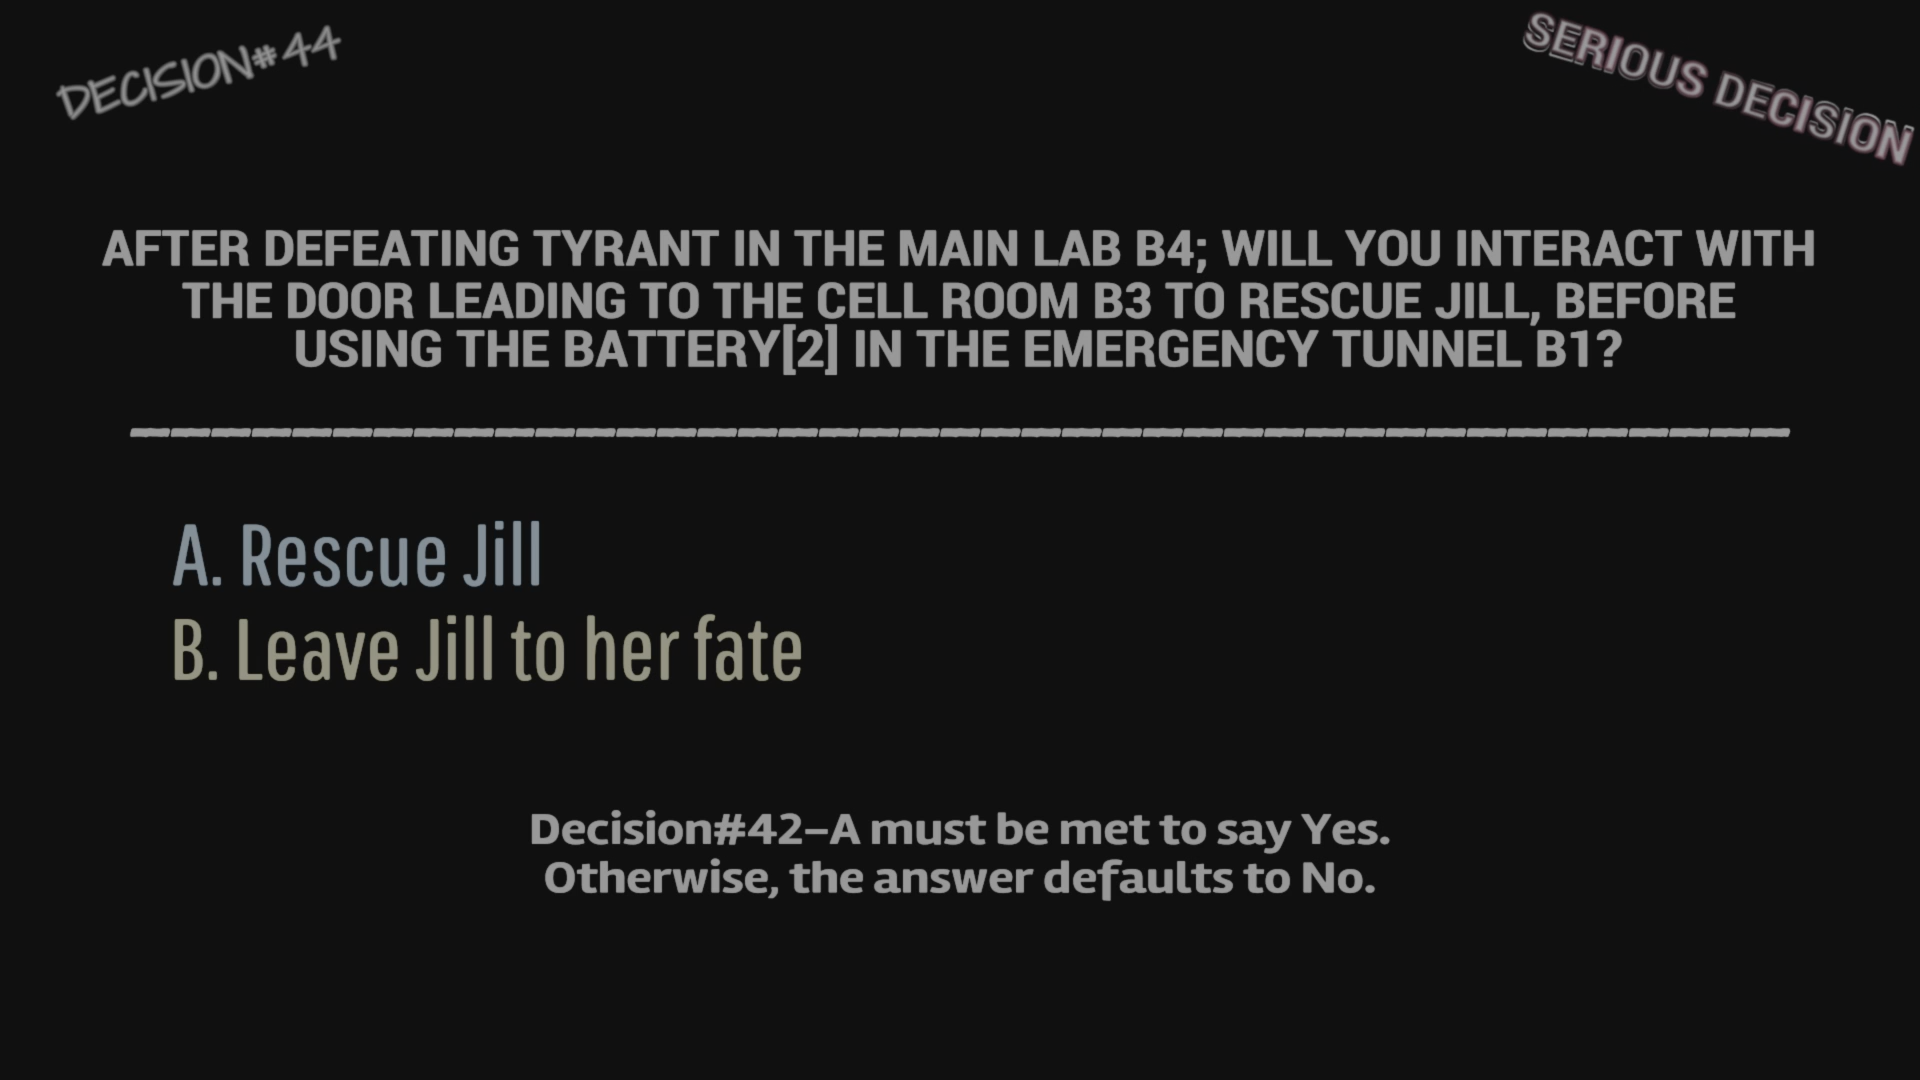 DECISION#44
SERIOUS DECISION
AFTER DEFEATING TYRANT IN THE MAIN LAB B4; WILL YOU INTERACT WITH
THE DOOR LEADING TO THE CELL ROOM B3 TO RESCUE JILL, BEFORE
USING THE BATTERY[2] IN THE EMERGENCY TUNNEL B1?
A. Rescue Jill
B. Leave Jill to her fate
Decision#42–A must be met to say Yes.
Otherwise, the answer defaults to No.